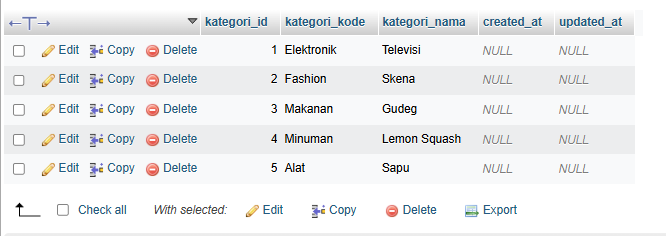 kategori_id kategori_kode kategori_nama created_at updated_at
Edit Copy Delete 1 Elektronik Televisi NULL NULL
Edit Copy Delete 2 Fashion Skena NULL NULL
Edit Copy Delete 3 Makanan Gudeg NULL NULL
Edit Copy Delete 4 Minuman Lemon Squash NULL NULL
Edit Copy Delete 5 Alat Sapu NULL NULL
Check all With selected: Edit Copy Delete Export